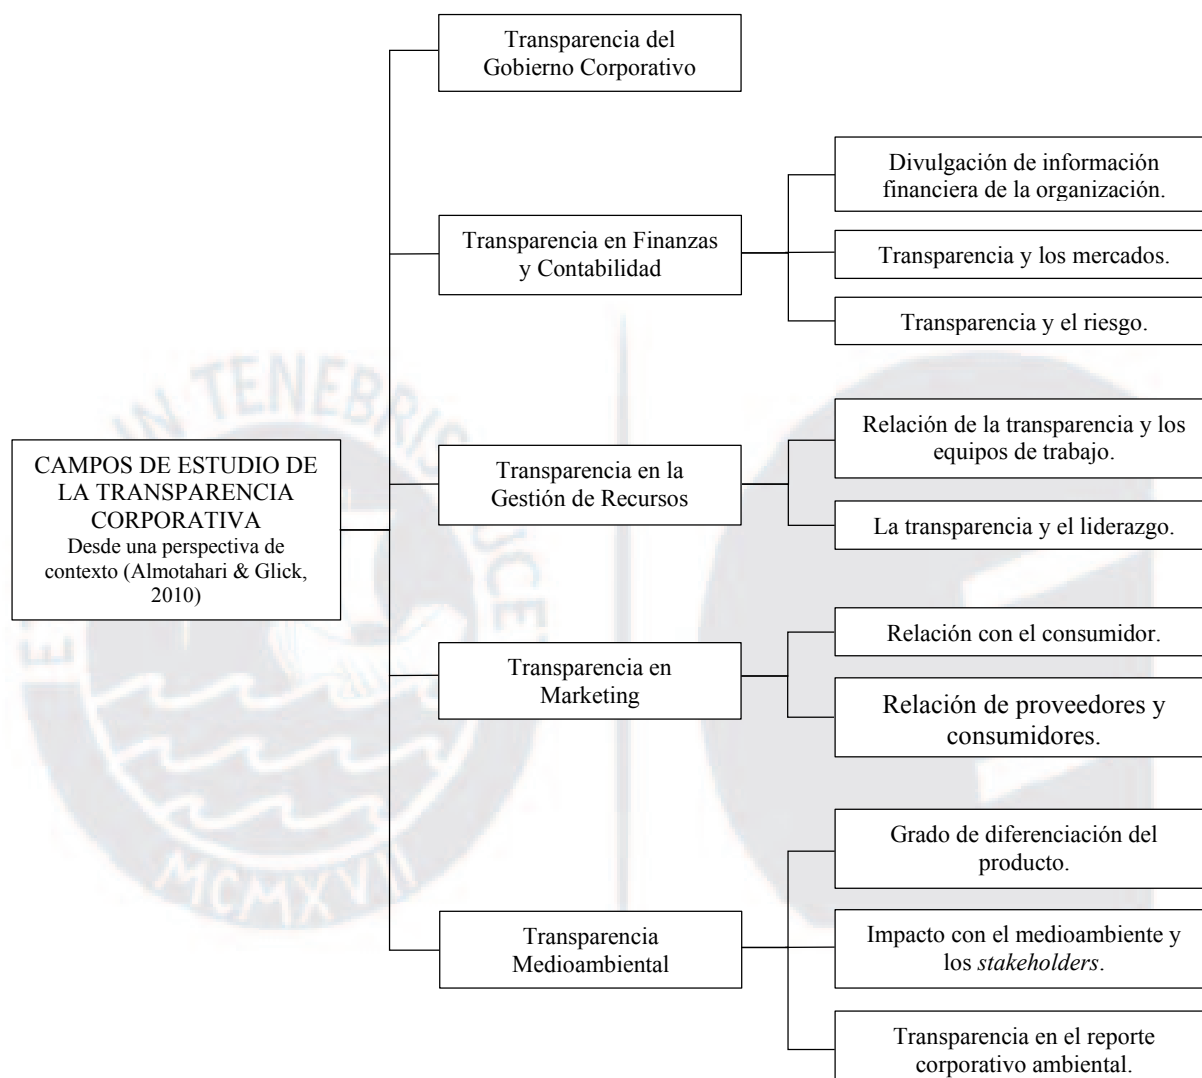 Transparencia del
Gobierno Corporativo
Divulgación de información
financiera de la organización.
Transparencia en Finanzas
y Contabilidad
Transparencia y los mercados.
Transparencia y el riesgo.
CAMPOS DE ESTUDIO DE
LA TRANSPARENCIA
CORPORATIVA
Desde una perspectiva de
contexto (Almotahari & Glick,
2010)
Relación de la transparencia y los
equipos de trabajo.
Transparencia en la
Gestión de Recursos
La transparencia y el liderazgo.
Relación con el consumidor.
Transparencia en
Marketing
Relación de proveedores y
consumidores.
Grado de diferenciación del
producto.
Transparencia
Medioambiental
Impacto con el medioambiente y
los stakeholders.
Transparencia en el reporte
corporativo ambiental.
IN TENEBRIS
MCMXVII